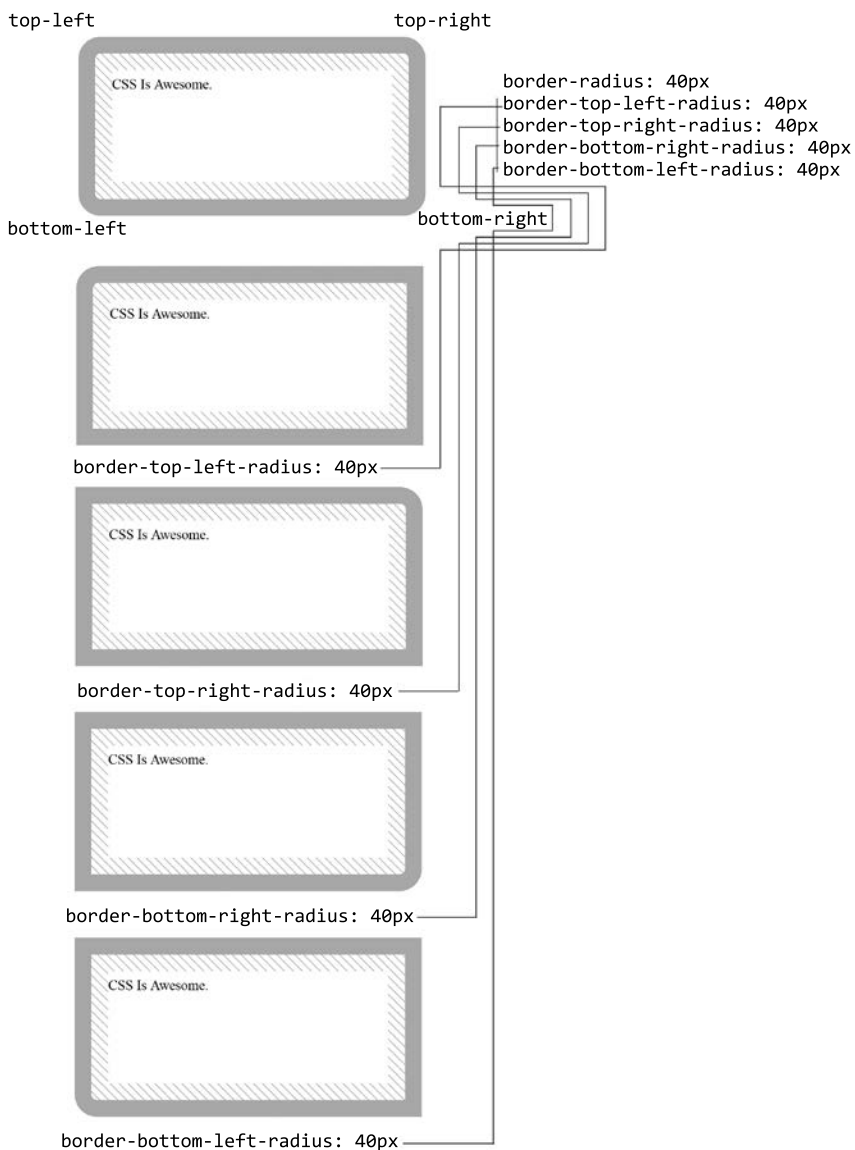 top-left
top-right
CSS Is Awesome.
border-radius: 40px
border-top-left-radius: 40px
border-top-right-radius: 40px
border-bottom-right-radius: 40px
border-bottom-left-radius: 40px
bottom-left
bottom-right
CSS Is Awesome.
border-top-left-radius: 40px
CSS Is Awesome.
border-top-right-radius: 40px
CSS Is Awesome.
border-bottom-right-radius: 40px
CSS Is Awesome.
border-bottom-left-radius: 40px